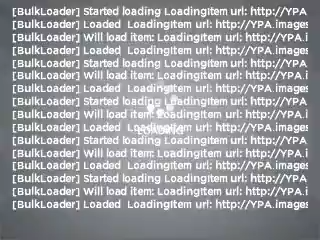 [BulkLoader] Started loading LoadingItem url: http://YPA
[BulkLoader] Loaded LoadingItem url: http://YPA.images
[BulkLoader] Will load item: LoadingItem url: http://YPA.i
[BulkLoader] Loaded LoadingItem url: http://YPA.images
[BulkLoader] Started loading LoadingItem url: http://YPA
[BulkLoader] Will load item: LoadingItem url: http://YPA.i
[BulkLoader] Loaded LoadingItem url: http://YPA.images
[BulkLoader] Started loading LoadingItem url: http://YPA
[BulkLoader] Will load item: LoadingItem url: http://YPA.i
[BulkLoader] Loaded LoadingItem url: http://YPA.images
LOADING
[BulkLoader] Started loading LoadingItem url: http://YPA
[BulkLoader] Will load item: LoadingItem url: http://YPA.i
[BulkLoader] Loaded LoadingItem url: http://YPA.images
[BulkLoader] Started loading LoadingItem url: http://YPA
[BulkLoader] Will load item: LoadingItem url: http://YPA.i
[BulkLoader] Loaded LoadingItem url: http://YPA.images